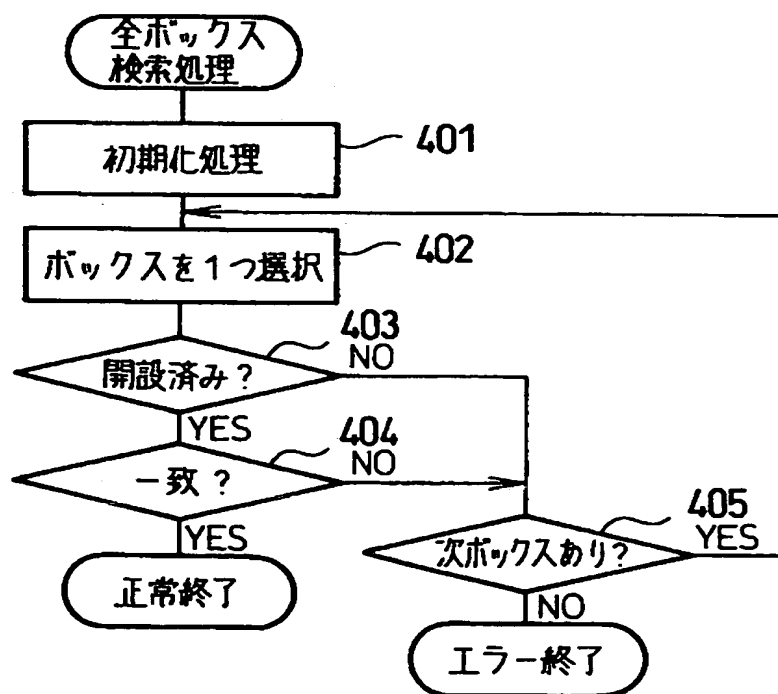 全ボックス
検索処理
初期化処理
401
ボックスを1つ選択
402
403
開設済み?
NO
YES
404
一致?
NO
YES
405
次ボックスあり?
YES
正常終了
NO
エラー終了